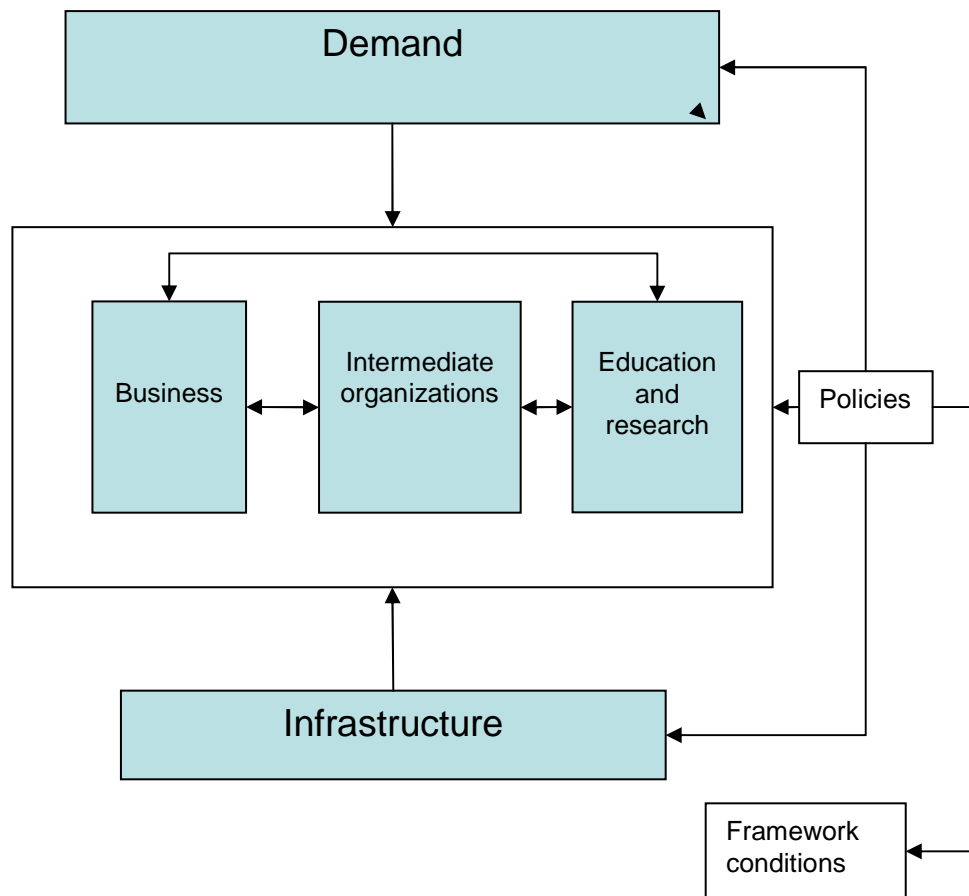 Demand
Business
Intermediate
organizations
Education
and
research
Policies
Infrastructure
Framework
conditions